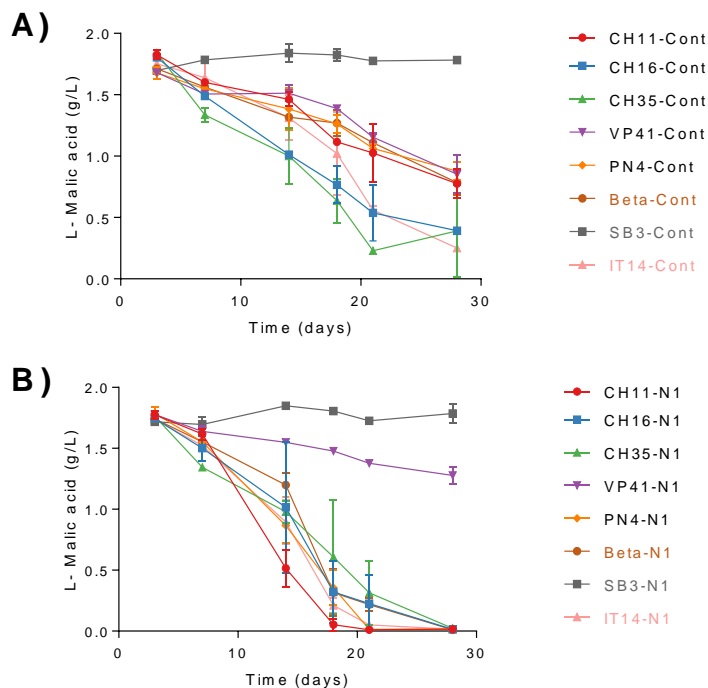 A)
2.0
1.5
1.0
0.5
0.0
L- Malic acid (g/L)
0
10
20
30
Time (days)
CH11-Cont
CH16-Cont
CH35-Cont
VP41-Cont
PN4-Cont
Beta-Cont
SB3-Cont
IT14-Cont
B)
2.0
1.5
1.0
0.5
0.0
L- Malic acid (g/L)
0
10
20
30
Time (days)
CH11-N1
CH16-N1
CH35-N1
VP41-N1
PN4-N1
Beta-N1
SB3-N1
IT14-N1